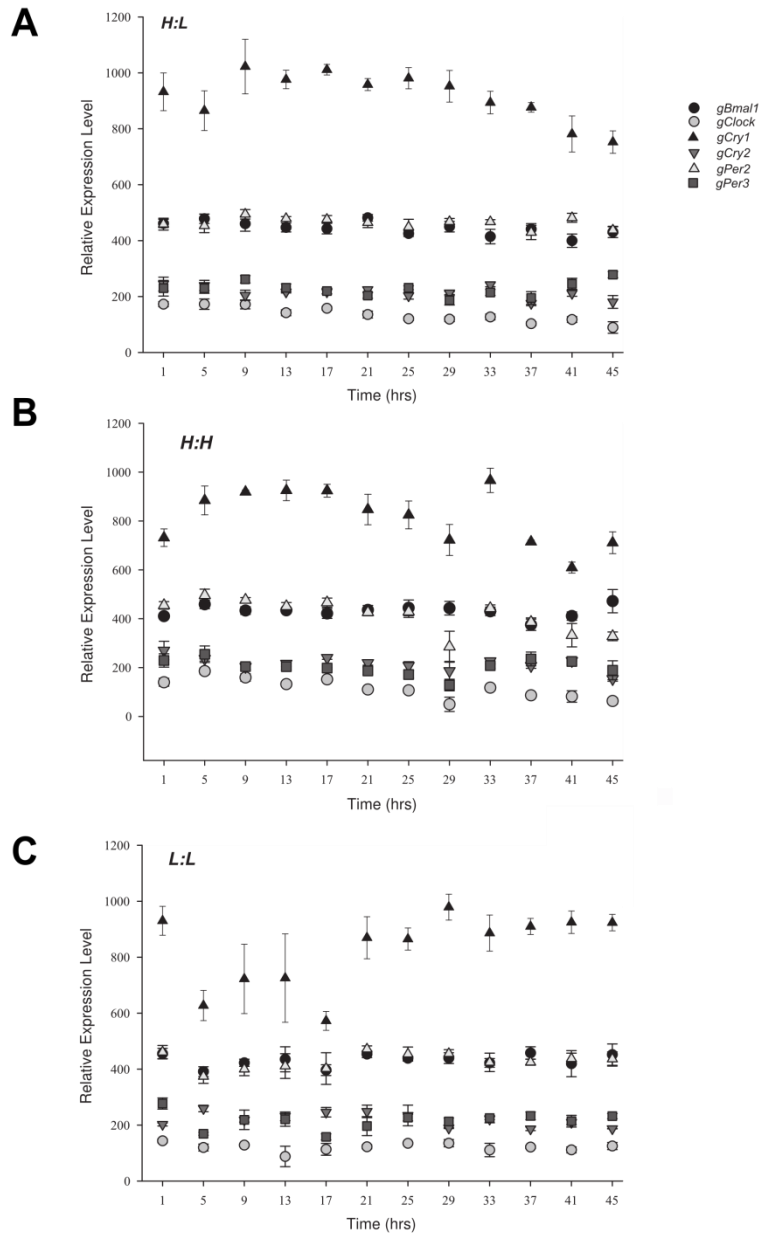 A
H:L
1200
1000
800
600
400
200
0
Relative Expression Level
1 5 9 13 17 21 25 29 33 37 41 45
Time (hrs)
gBmal1
gClock
gCry1
gCry2
gPer2
gPer3
B
H:H
1200
1000
800
600
400
200
0
Relative Expression Level
1 5 9 13 17 21 25 29 33 37 41 45
Time (hrs)
C
L:L
1200
1000
800
600
400
200
0
Relative Expression Level
1 5 9 13 17 21 25 29 33 37 41 45
Time (hrs)